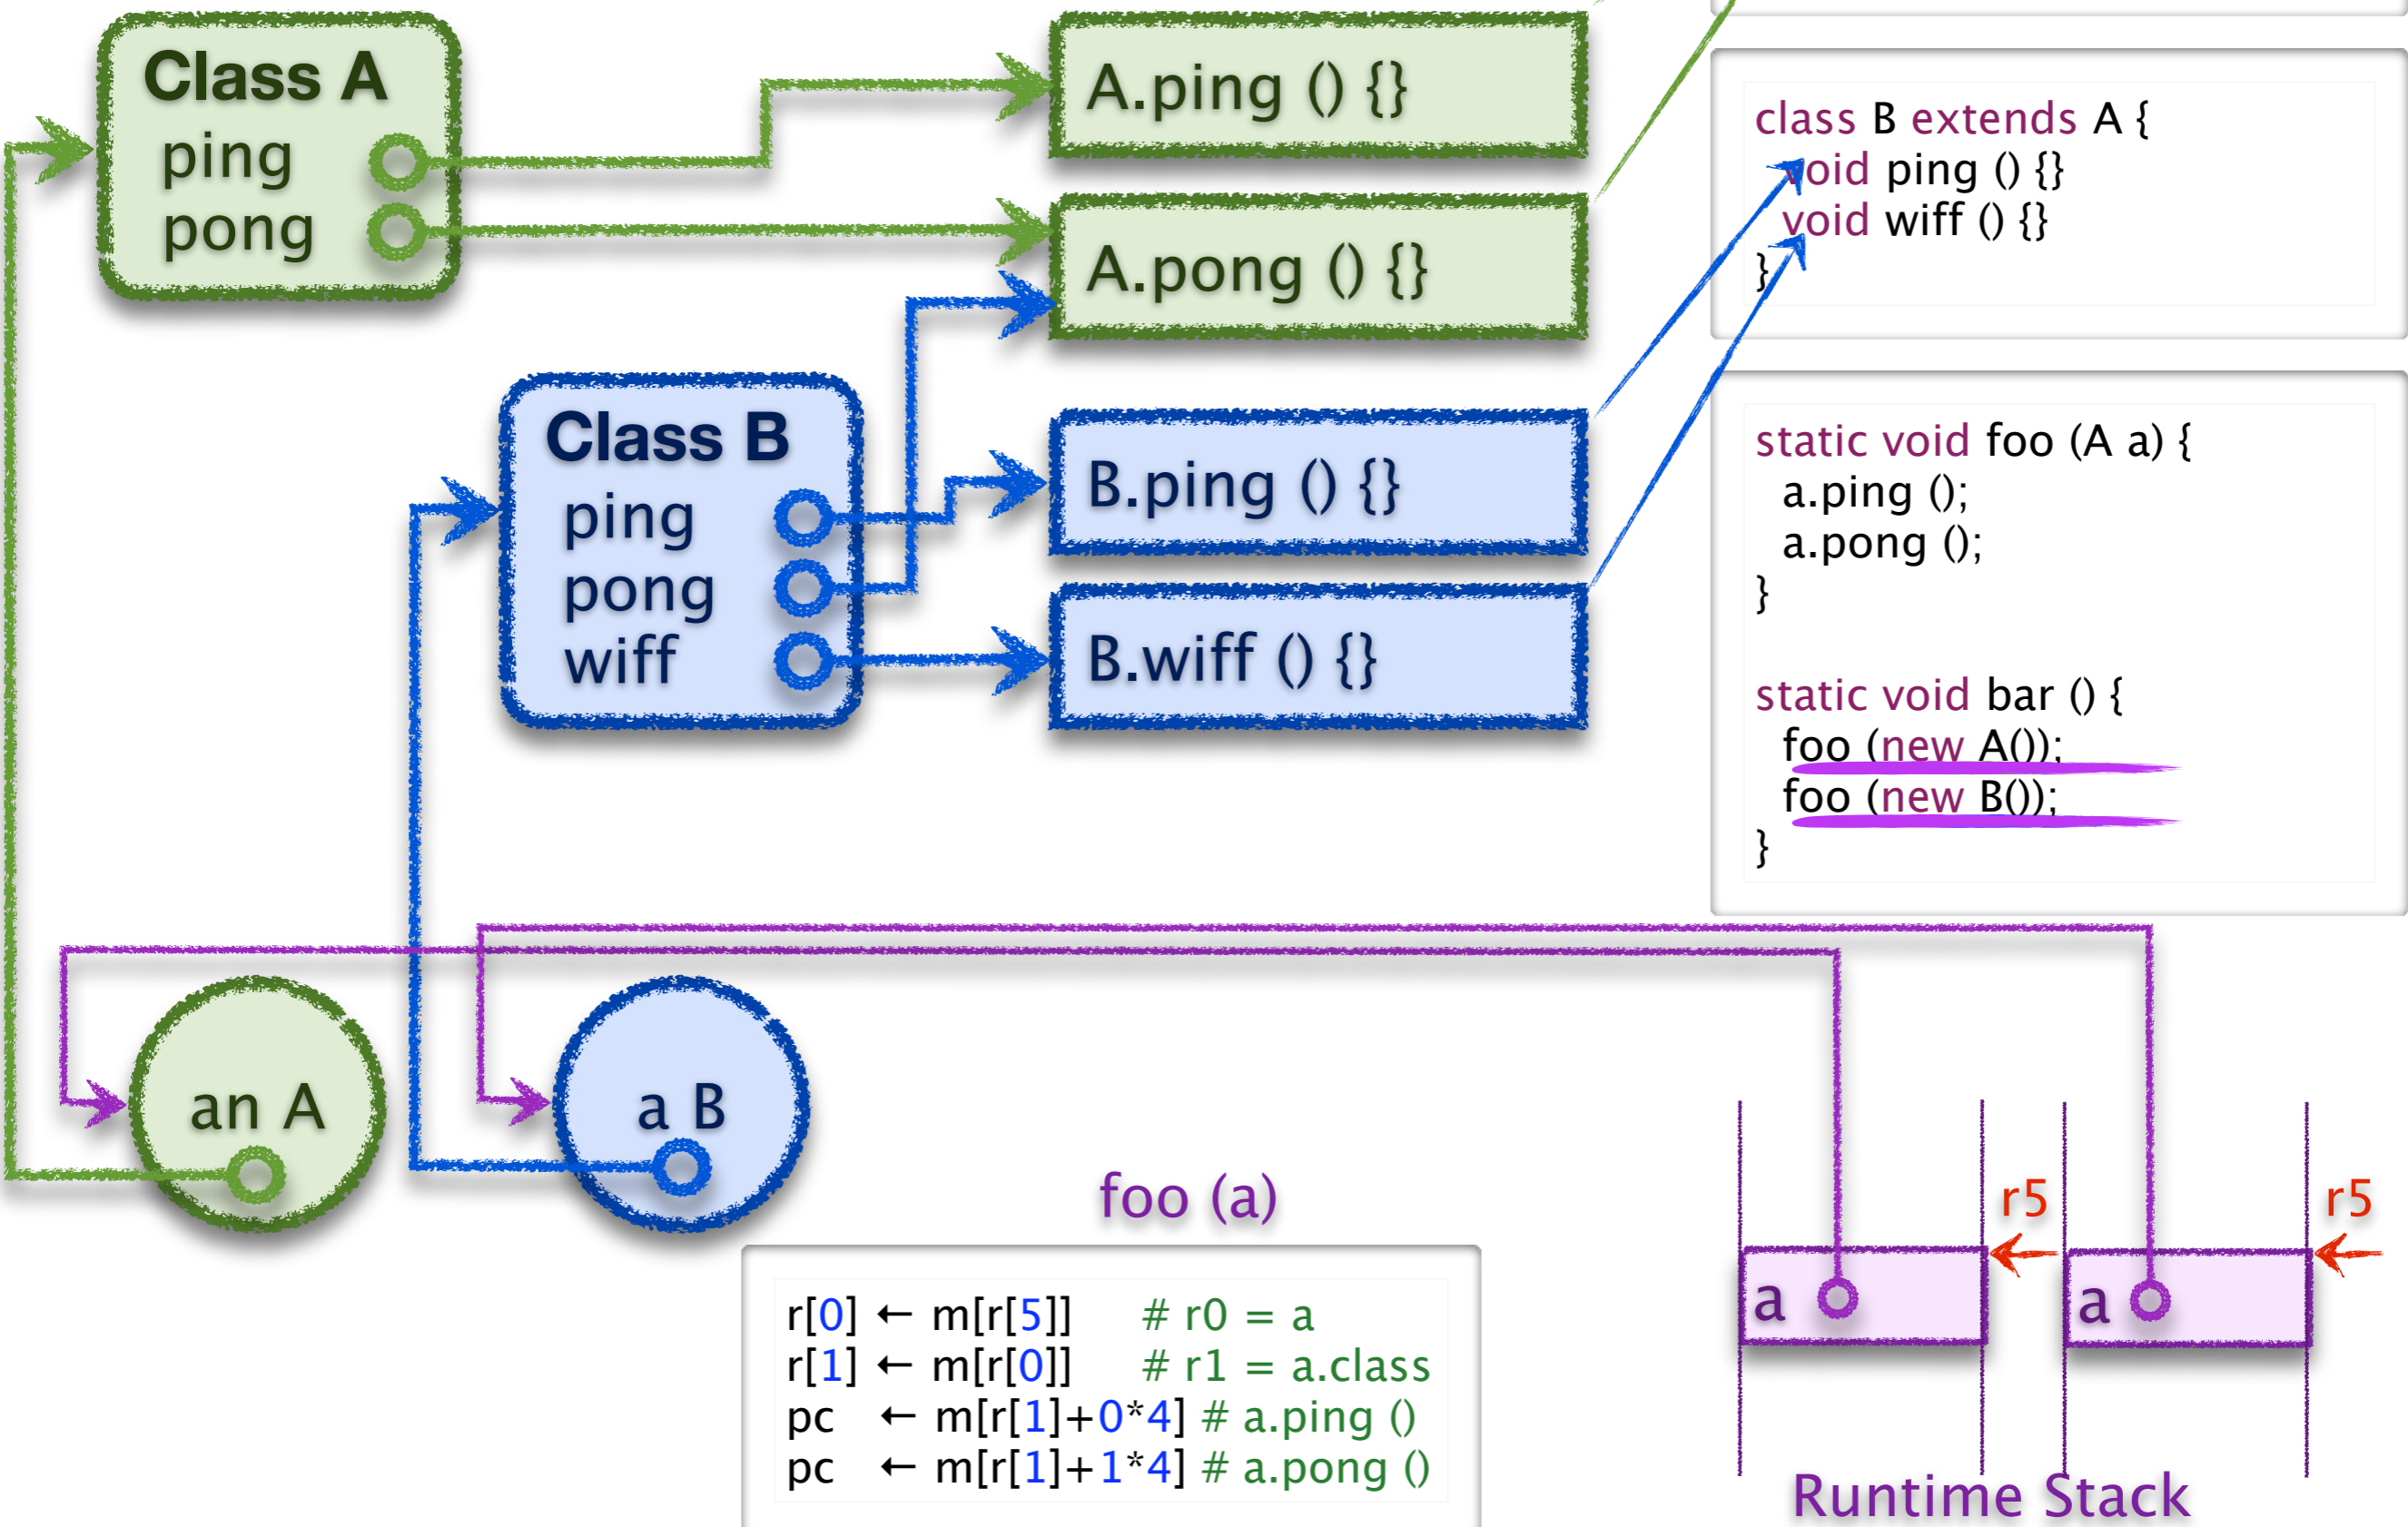 Class A
ping
pong
A.ping () {}
A.pong () {}
Class B
ping
pong
wiff
B.ping () {}
B.wiff () {}
class B extends A {
void ping () {}
void wiff () {}
}
static void foo (A a) {
a.ping ();
a.pong ();
}
static void bar () {
foo (new A());
foo (new B());
}
an A
a B
foo (a)
r[0] ← m[r[5]] # r0 = a
r[1] ← m[r[0]] # r1 = a.class
pc ← m[r[1]+0*4] # a.ping ()
pc ← m[r[1]+1*4] # a.pong ()
r5
r5
a
a
Runtime Stack